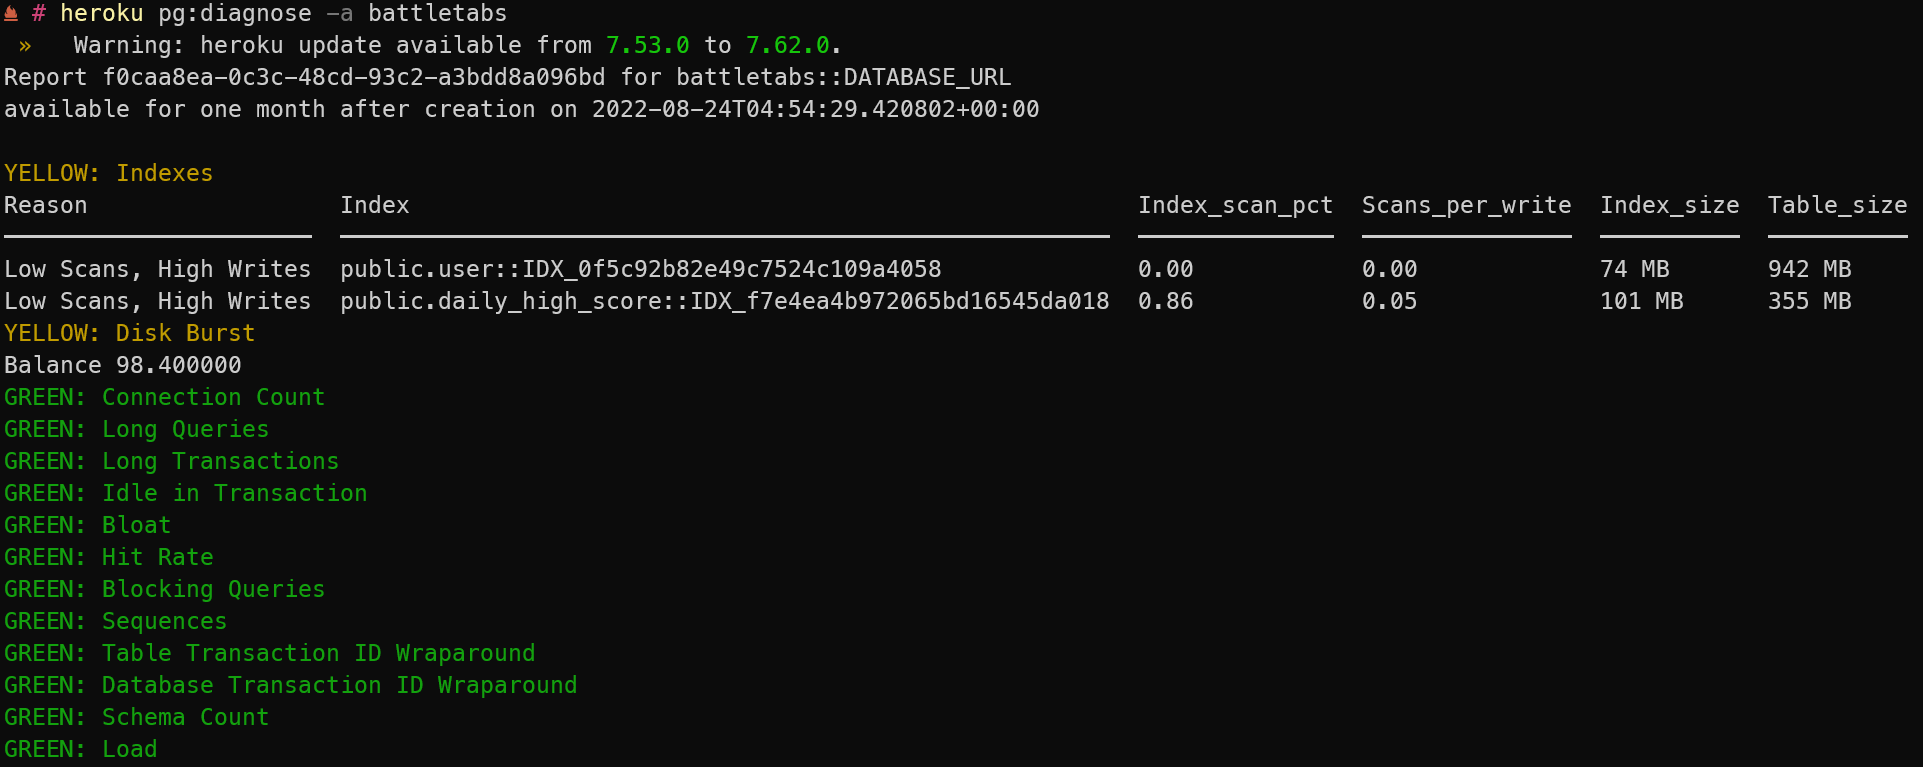 # heroku pg:diagnose -a battletabs
»   Warning: heroku update available from 7.53.0 to 7.62.0.
Report f0caa8ea-0c3c-48cd-93c2-a3bdd8a096bd for battletabs::DATABASE_URL
available for one month after creation on 2022-08-24T04:54:29.420802+00:00
YELLOW: Indexes
Reason Index Index_scan_pct Scans_per_write Index_size Table_size
Low Scans, High Writes public.user::IDX_0f5c92b82e49c7524c109a4058 0.00 0.00 74 MB 942 MB
Low Scans, High Writes public.daily_high_score::IDX_f7e4ea4b972065bd16545da018 0.86 0.05 101 MB 355 MB
YELLOW: Disk Burst
Balance 98.400000
GREEN: Connection Count
GREEN: Long Queries
GREEN: Long Transactions
GREEN: Idle in Transaction
GREEN: Bloat
GREEN: Hit Rate
GREEN: Blocking Queries
GREEN: Sequences
GREEN: Table Transaction ID Wraparound
GREEN: Database Transaction ID Wraparound
GREEN: Schema Count
GREEN: Load